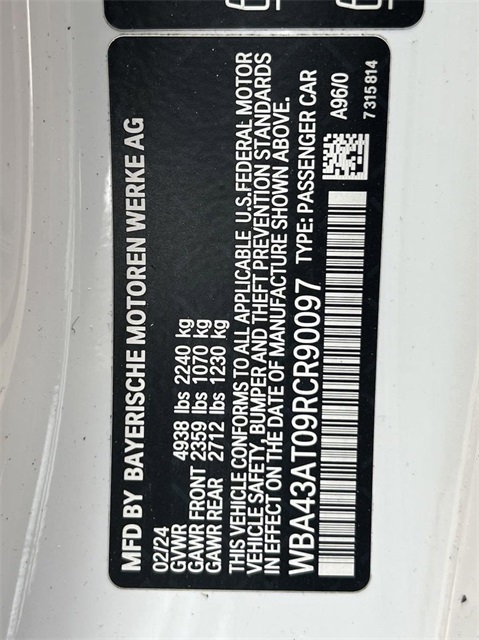 MFD BY BAYERISCHE MOTOREN WERKE AG
02/24
GVWR 4938 lbs 2240 kg
GAWR FRONT 2359 lbs 1070 kg
GAWR REAR 2712 lbs 1230 kg
THIS VEHICLE CONFORMS TO ALL APPLICABLE U.S.FEDERAL MOTOR
VEHICLE SAFETY, BUMPER AND THEFT PREVENTION STANDARDS
IN EFFECT ON THE DATE OF MANUFACTURE SHOWN ABOVE.
WBA43AT09RCR90097 TYPE: PASSENGER CAR
A96/0
7 315 814